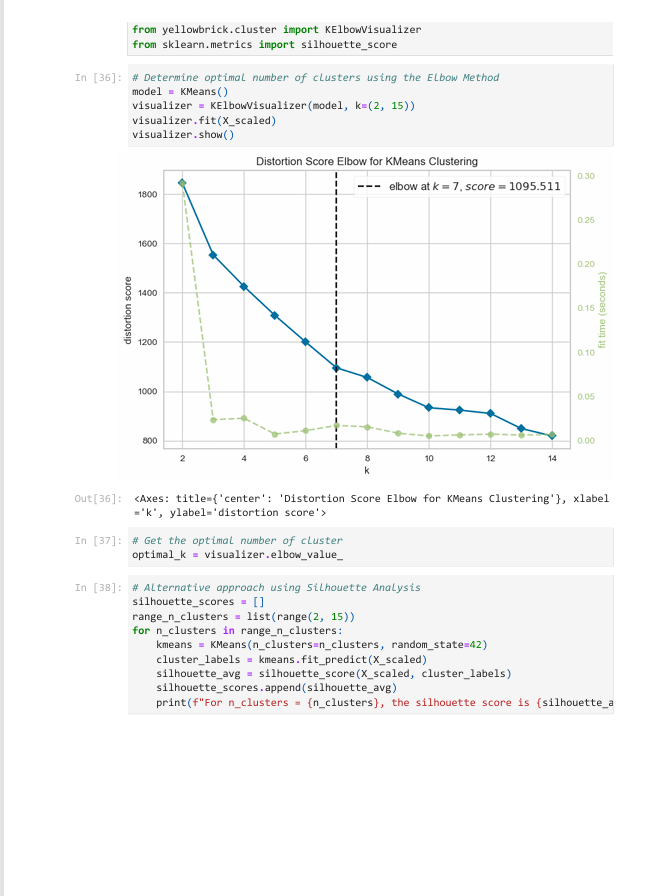 from yellowbrick.cluster import KElbowVisualizer
from sklearn.metrics import silhouette_score
In [36]: # Determine optimal number of clusters using the Elbow Method
model = KMeans()
visualizer = KElbowVisualizer(model, k=(2, 15))
visualizer.fit(X_scaled)
visualizer.show()
Distortion Score Elbow for KMeans Clustering
elbow at k = 7, score = 1095.511
1800
1600
1400
1200
1000
800
distortion score
0.30
0.25
0.20
0.15
0.10
0.05
0.00
fit time (seconds)
2 4 6 8 10 12 14
k
Out[36]: <Axes: title={'center': 'Distortion Score Elbow for KMeans Clustering'}, xlabel
='k', ylabel='distortion score'>
In [37]: # Get the optimal number of cluster
optimal_k = visualizer.elbow_value_
In [38]: # Alternative approach using Silhouette Analysis
silhouette_scores = []
range_n_clusters = list(range(2, 15))
for n_clusters in range_n_clusters:
    kmeans = KMeans(n_clusters=n_clusters, random_state=42)
    cluster_labels = kmeans.fit_predict(X_scaled)
    silhouette_avg = silhouette_score(X_scaled, cluster_labels)
    silhouette_scores.append(silhouette_avg)
    print(f"For n_clusters = {n_clusters}, the silhouette score is {silhouette_a